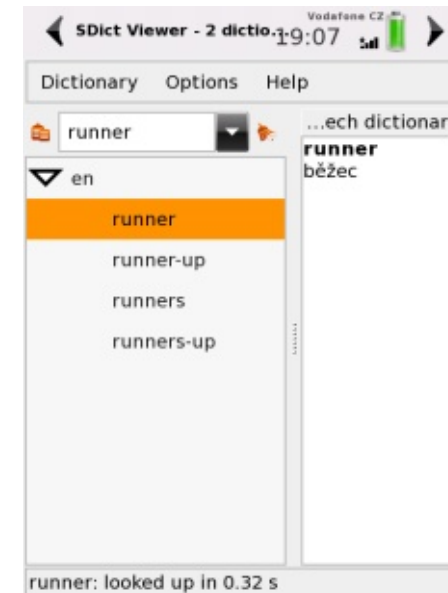 Vodafone CZ
SDict Viewer - 2 dictio...
19:07
Dictionary Options Help
runner
...ech dictionar
en
runner
runner-up
runners
runners-up
runner
běžec
runner: looked up in 0.32 s